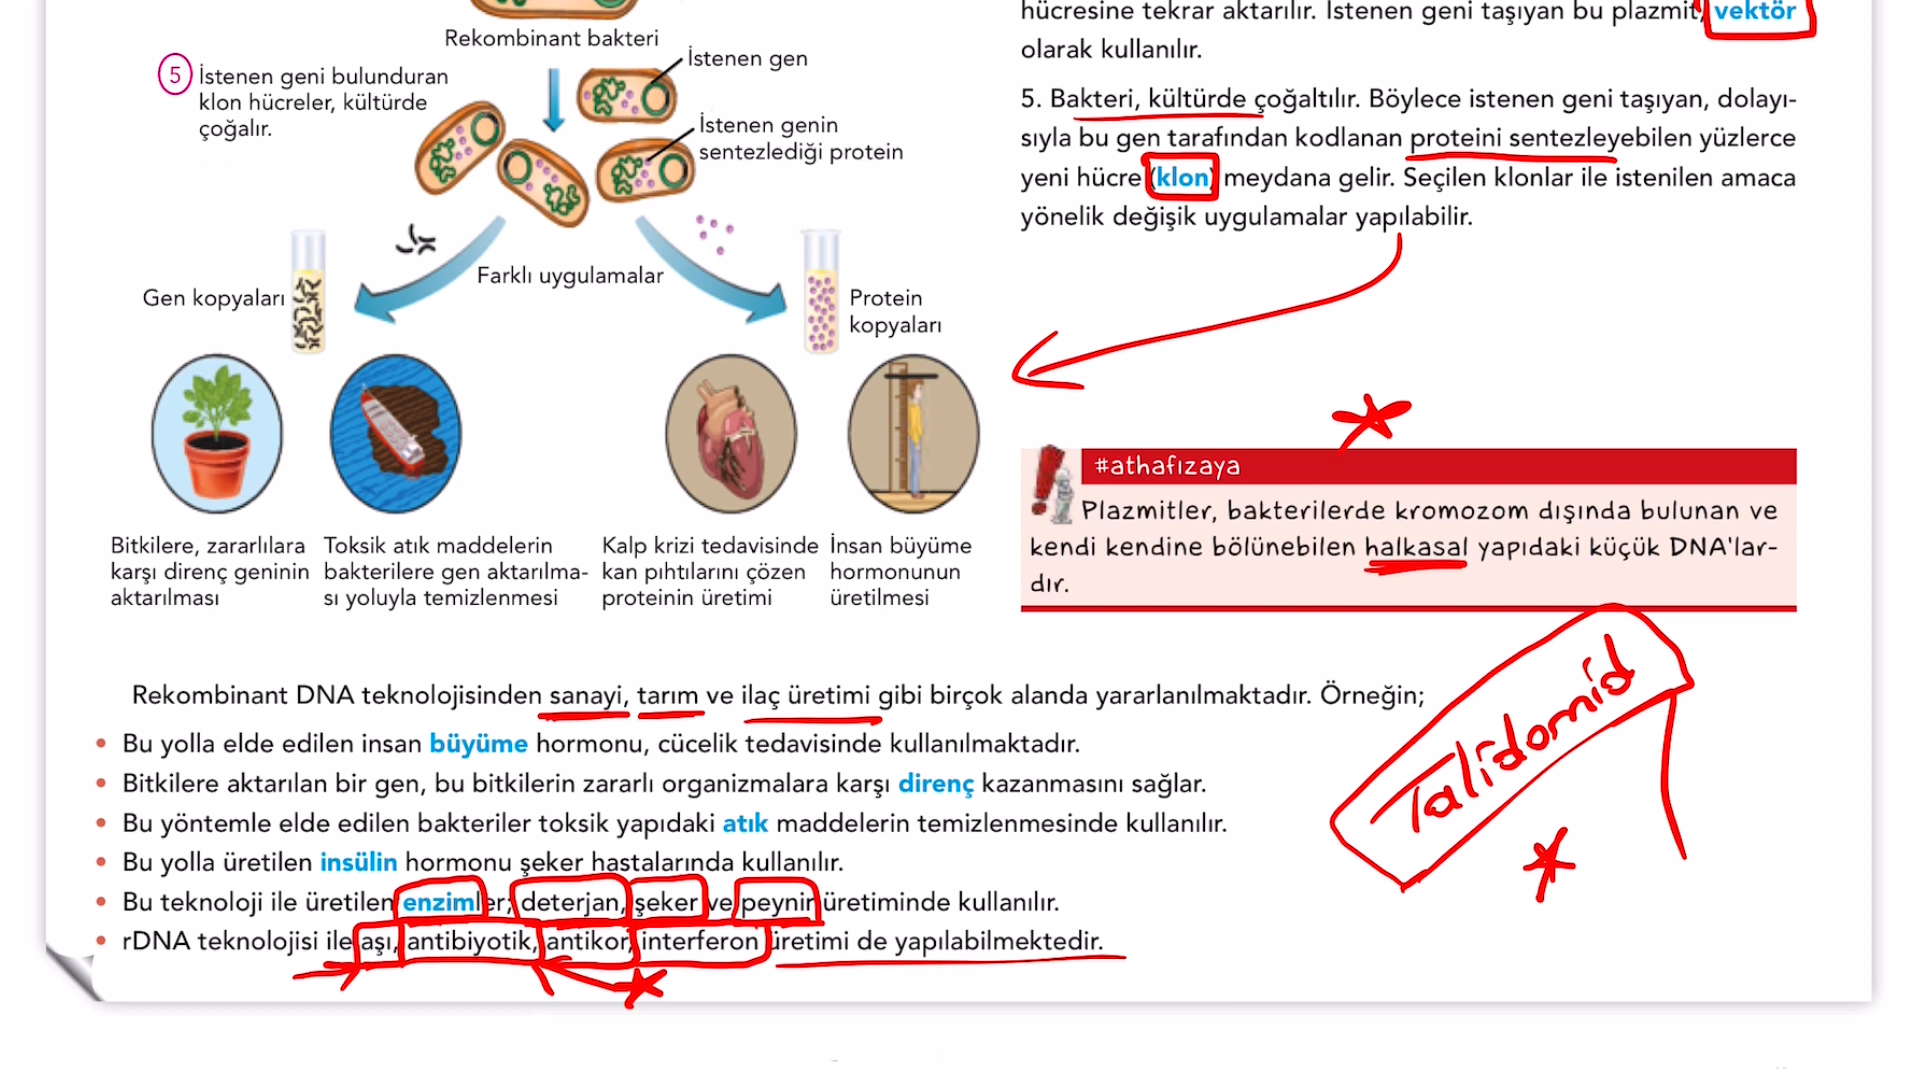 Rekombinant bakteri
İstenen gen
5 İstenen geni bulunduran
klon hücreler, kültürde
çoğalır.
İstenen genin
sentezlediği protein
Farklı uygulamalar
Gen kopyaları
Protein
kopyaları
Bitkilere, zararlılara
karşı direnç geninin
aktarılması
Toksik atık maddelerin
bakterilere gen aktarılma-
sı yoluyla temizlenmesi
Kalp krizi tedavisinde
kan pıhtılarını çözen
proteinin üretimi
İnsan büyüme
hormonunun
üretilmesi
hücresine tekrar aktarılır. İstenen geni taşıyan bu plazmit, vektör
olarak kullanılır.
5. Bakteri, kültürde çoğaltılır. Böylece istenen geni taşıyan, dolayı-
sıyla bu gen tarafından kodlanan proteini sentezleyebilen yüzlerce
yeni hücre (klon) meydana gelir. Seçilen klonlar ile istenilen amaca
yönelik değişik uygulamalar yapılabilir.
#athafızaya
Plazmitler, bakterilerde kromozom dışında bulunan ve
kendi kendine bölünebilen halkasal yapıdaki küçük DNA'lar-
dır.
Talidomid
Rekombinant DNA teknolojisinden sanayi, tarım ve ilaç üretimi gibi birçok alanda yararlanılmaktadır. Örneğin;
• Bu yolla elde edilen insan büyüme hormonu, cücelik tedavisinde kullanılmaktadır.
• Bitkilere aktarılan bir gen, bu bitkilerin zararlı organizmalara karşı direnç kazanmasını sağlar.
• Bu yöntemle elde edilen bakteriler toksik yapıdaki atık maddelerin temizlenmesinde kullanılır.
• Bu yolla üretilen insülin hormonu şeker hastalarında kullanılır.
• Bu teknoloji ile üretilen enzimler; deterjan, şeker ve peynir üretiminde kullanılır.
• rDNA teknolojisi ile aşı, antibiyotik, antikor, interferon üretimi de yapılabilmektedir.